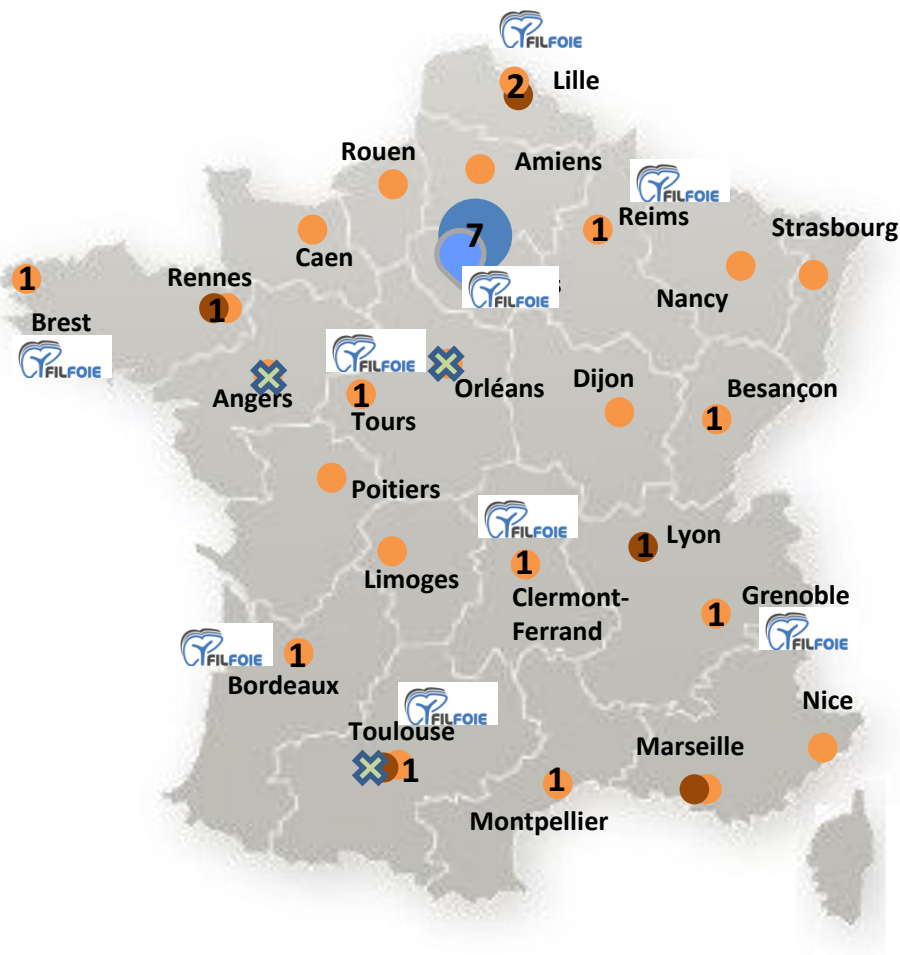 FILFOIE
2
Lille
Rouen
Amiens
FILFOIE
Reims
1
7
Caen
Strasbourg
Nancy
1
Rennes
1
Brest
FILFOIE
FILFOIE
s
FILFOIE
Angers
Orléans
1
Tours
Dijon
Besançon
1
Poitiers
FILFOIE
1
Clermont-
Ferrand
Lyon
1
Limoges
Grenoble
1
FILFOIE
FILFOIE
1
Bordeaux
FILFOIE
Toulouse
1
Nice
Marseille
1
Montpellier